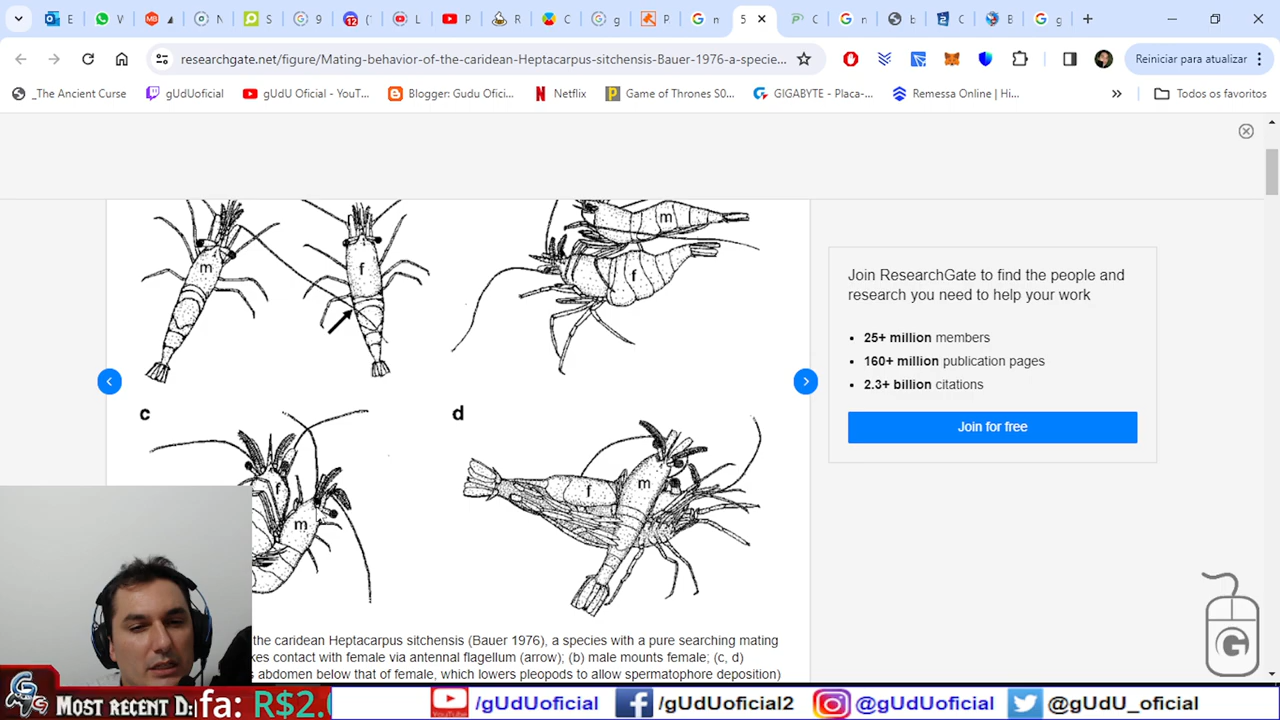 E
V
MB
N
S
9
12
(
L
P
R
C
g
P
n
5
C
n
b
C
B
g
researchgate.net/figure/Mating-behavior-of-the-caridean-Heptacarpus-sitchensis-Bauer-1976-a-specie...
Reiniciar para atualizar
_The Ancient Curse
gUdUoficial
gUdU Oficial - YouT...
Blogger: Gudu Ofici...
Netflix
Game of Thrones S0...
GIGABYTE - Placa-...
Remessa Online | Hi...
Todos os favoritos
m
f
m
f
Join ResearchGate to find the people and
research you need to help your work
25+ million members
160+ million publication pages
2.3+ billion citations
Join for free
c
d
f
m
f
m
the caridean Heptacarpus sitchensis (Bauer 1976), a species with a pure searching mating
kes contact with female via antennal flagellum (arrow); (b) male mounts female; (c, d)
s abdomen below that of female, which lowers pleopods to allow spermatophore deposition)
G
Most recent D:
fa: R$2.
/gUdUoficial
/gUdUoficial2
@gUdUoficial
@gUdU_oficial